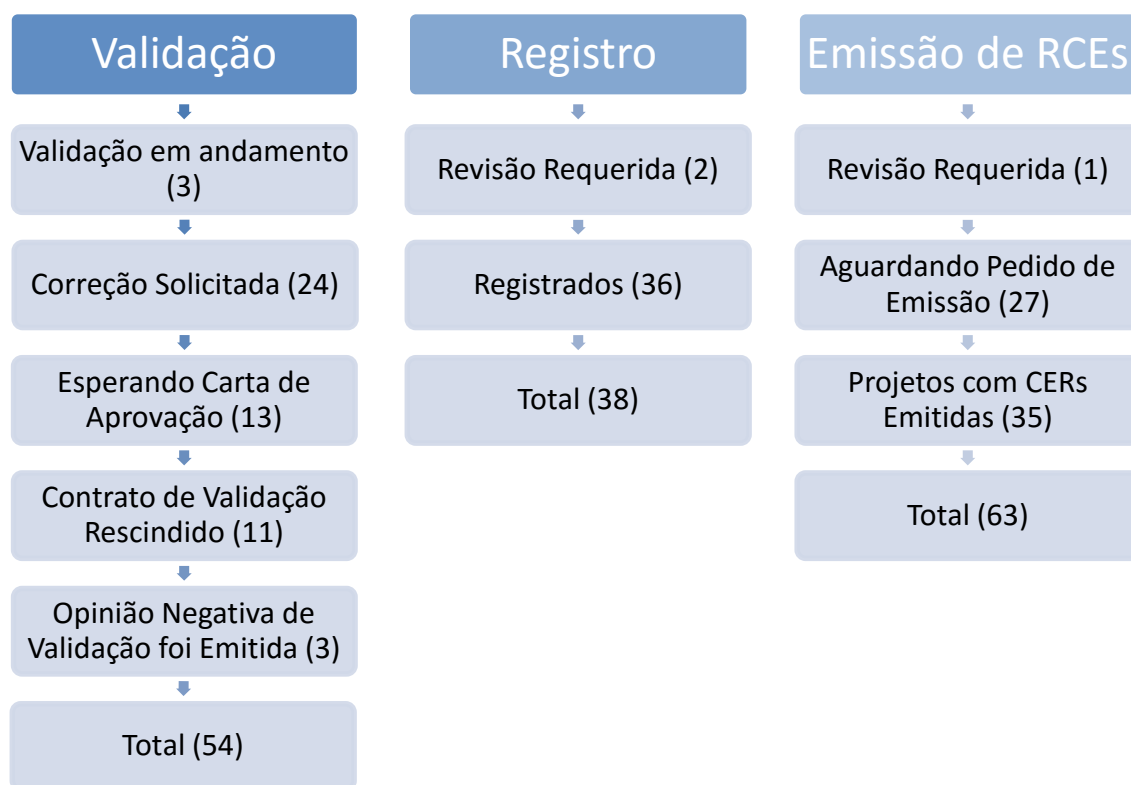 Validação
Validação em andamento
(3)
Correção Solicitada (24)
Esperando Carta de
Aprovação (13)
Contrato de Validação
Rescindido (11)
Opinião Negativa de
Validação foi Emitida (3)
Total (54)
Registro
Revisão Requerida (2)
Registrados (36)
Total (38)
Emissão de RCEs
Revisão Requerida (1)
Aguardando Pedido de
Emissão (27)
Projetos com CERs
Emitidas (35)
Total (63)